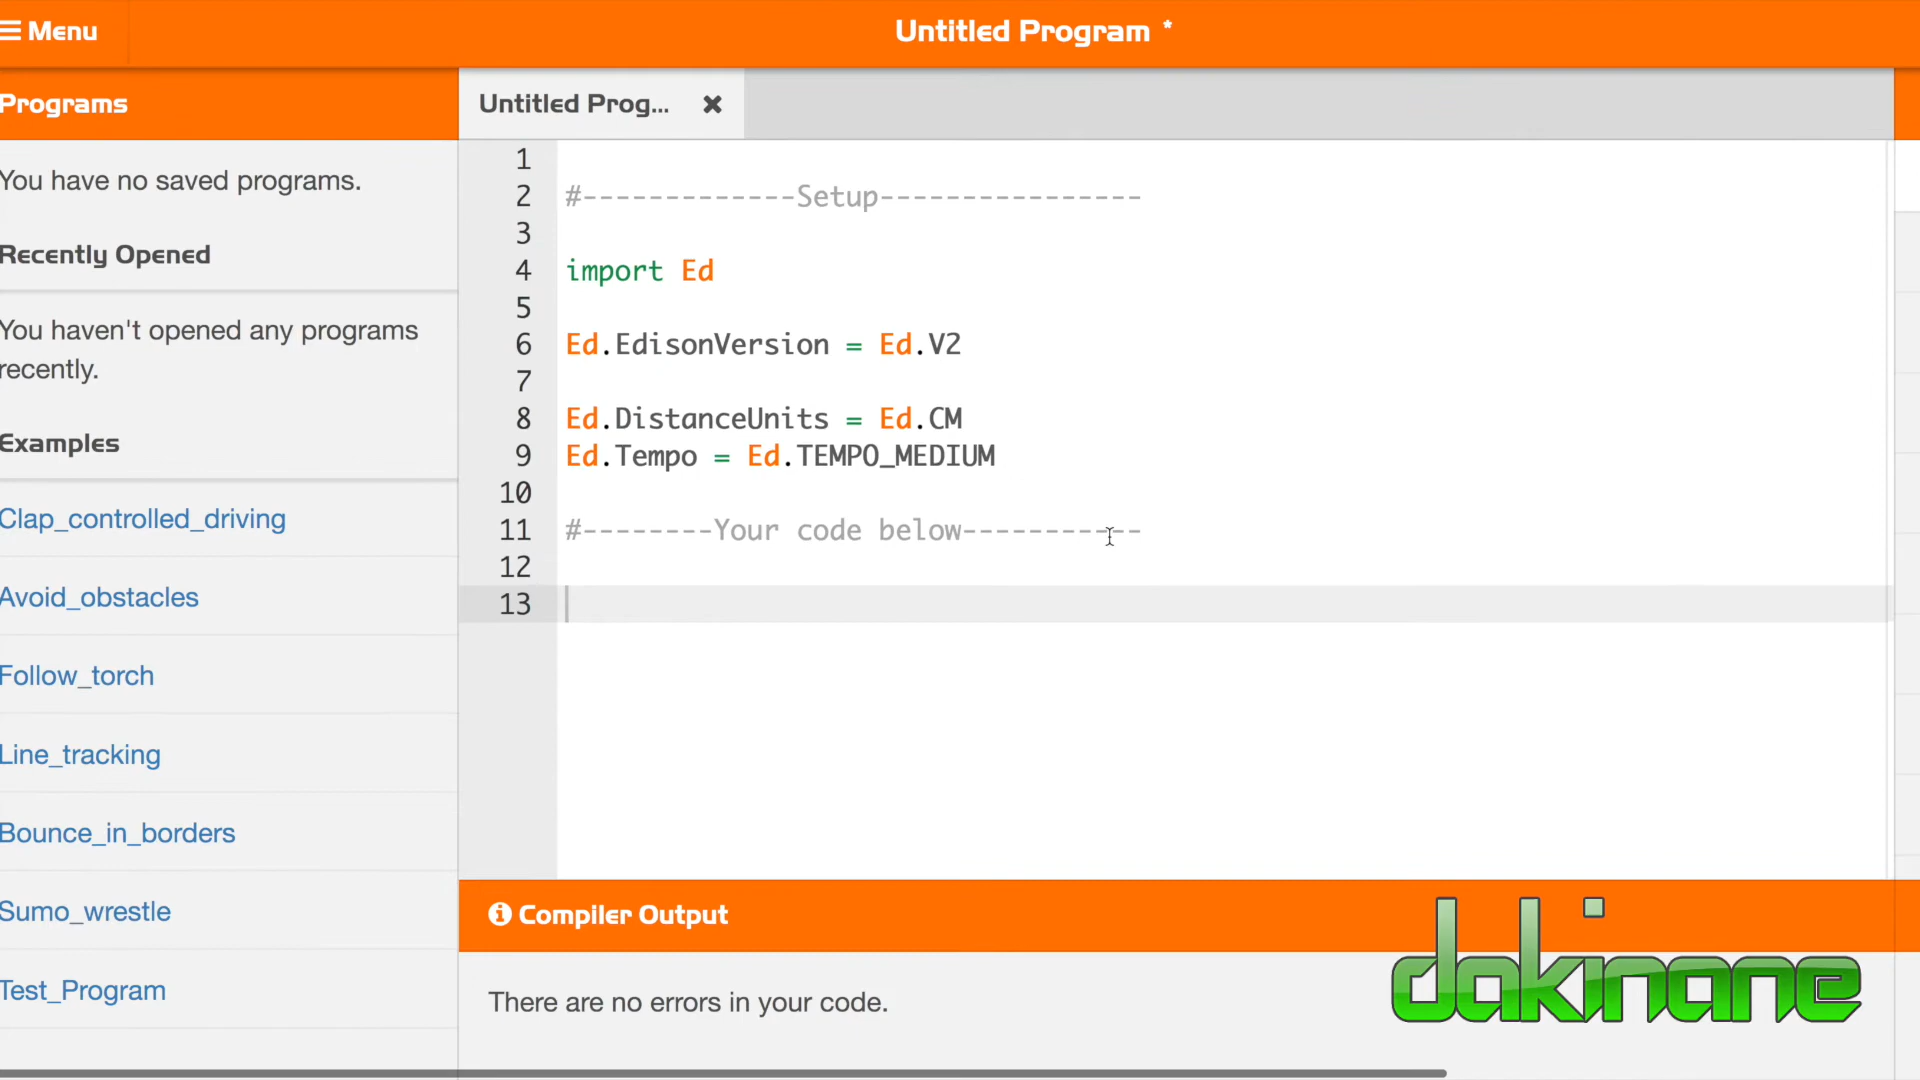 Menu
Untitled Program *
Programs
Untitled Prog...
You have no saved programs.
Recently Opened
You haven't opened any programs
recently.
Examples
Clap_controlled_driving
Avoid_obstacles
Follow_torch
Line_tracking
Bounce_in_borders
Sumo_wrestle
Test_Program
1
2 #-------------Setup----------------
3
4 import Ed
5
6 Ed.EdisonVersion = Ed.V2
7
8 Ed.DistanceUnits = Ed.CM
9 Ed.Tempo = Ed.TEMPO_MEDIUM
10
11 #--------Your code below-----------
12
13
Compiler Output
There are no errors in your code.
dakinane